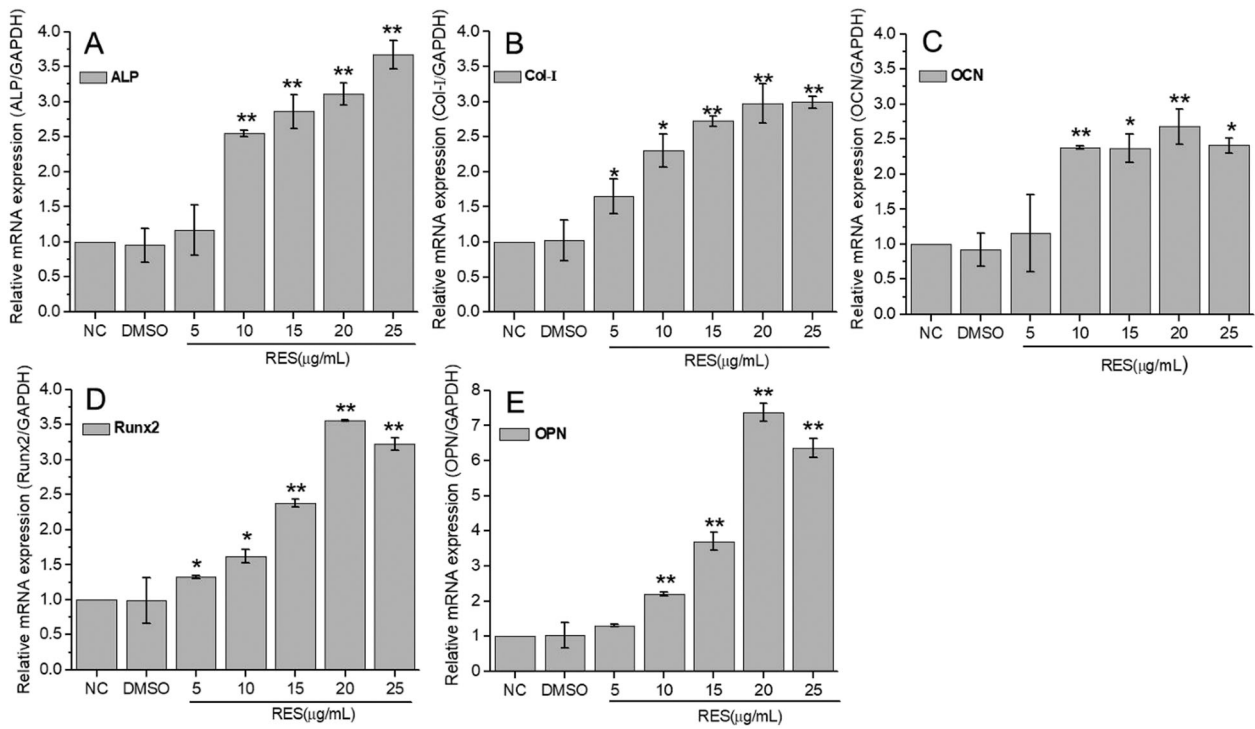 A
ALP
Relative mRNA expression (ALP/GAPDH)
4.0
3.5
3.0
2.5
2.0
1.5
1.0
0.5
0.0
** ** ** **
NC DMSO 5 10 15 20 25
RES(μg/mL)
B
Col-I
Relative mRNA expression (Col-I/GAPDH)
4.0
3.5
3.0
2.5
2.0
1.5
1.0
0.5
0.0
* * ** ** **
NC DMSO 5 10 15 20 25
RES(μg/mL)
C
OCN
Relative mRNA expression (OCN/GAPDH)
4.0
3.5
3.0
2.5
2.0
1.5
1.0
0.5
0.0
** * ** *
NC DMSO 5 10 15 20 25
RES(μg/mL)
D
Runx2
Relative mRNA expression (Runx2/GAPDH)
4.0
3.5
3.0
2.5
2.0
1.5
1.0
0.5
0.0
* * ** ** **
NC DMSO 5 10 15 20 25
RES(μg/mL)
E
OPN
Relative mRNA expression (OPN/GAPDH)
8
7
6
5
4
3
2
1
0
** ** ** **
NC DMSO 5 10 15 20 25
RES(μg/mL)